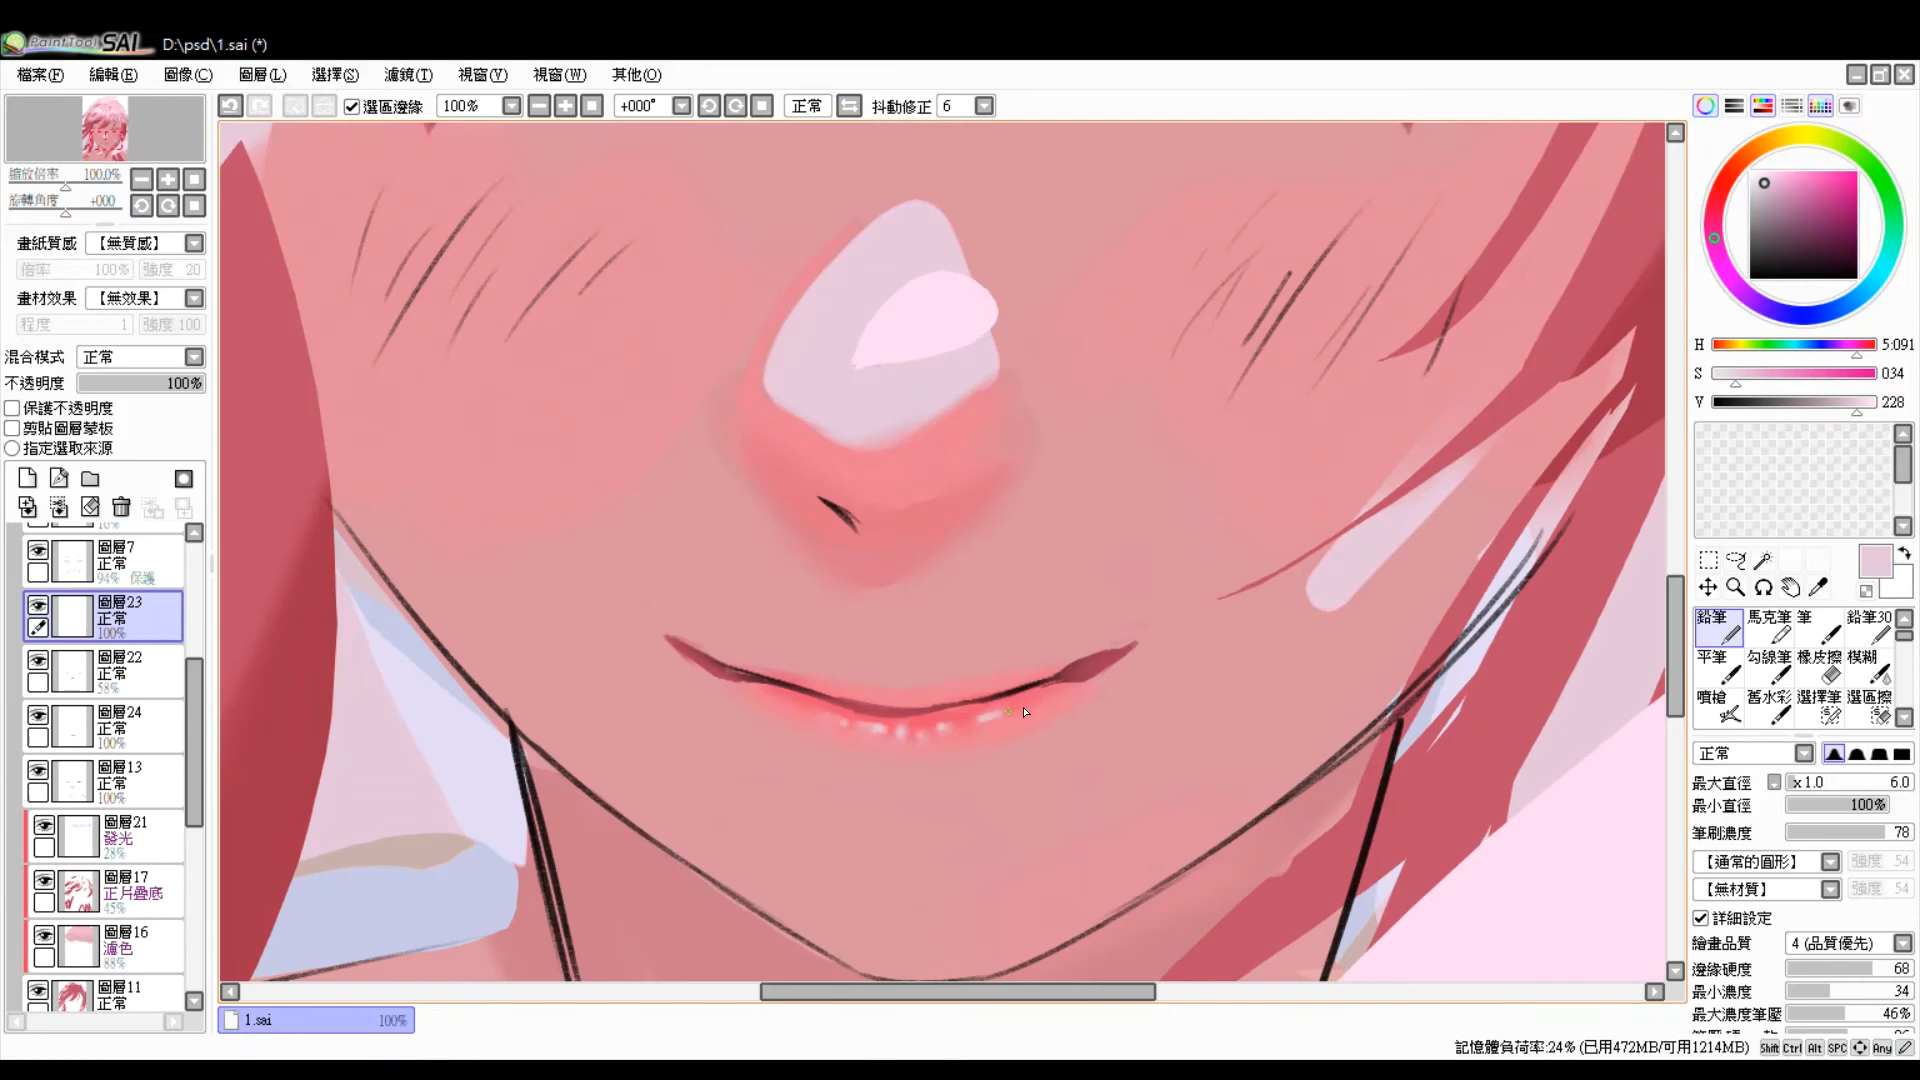 PaintTool SAI D:\psd\1.sai (*)
檔案(F) 編輯(E) 圖像(C) 圖層(L) 選擇(S) 濾鏡(T) 視窗(V) 視窗(W) 其他(O)
選區邊緣 100% +000° 正常 抖動修正 6
縮放倍率 100.0%
旋轉角度 +000
畫紙質感 【無質感】
倍率 100% 強度 20
畫材效果 【無效果】
程度 1 強度 100
混合模式 正常
不透明度 100%
保護不透明度
剪貼圖層蒙板
指定選取來源
圖層7
正常
94% 保護
圖層23
正常
100%
圖層22
正常
58%
圖層24
正常
100%
圖層13
正常
100%
圖層21
發光
28%
圖層17
正片疊底
45%
圖層16
濾色
88%
圖層11
正常
1.sai 100%
H 5:091
S 034
V 228
鉛筆 馬克筆 筆 鉛筆30
平筆 勾線筆 橡皮擦 模糊
噴槍 舊水彩 選擇筆 選區擦
正常
最大直徑 x 1.0 6.0
最小直徑 100%
筆刷濃度 78
【通常的圓形】 強度 54
【無材質】 強度 54
詳細設定
繪畫品質 4 (品質優先)
邊緣硬度 68
最小濃度 34
最大濃度筆壓 46%
記憶體負荷率:24% (已用472MB/可用1214MB) Shift Ctrl Alt SPC Any